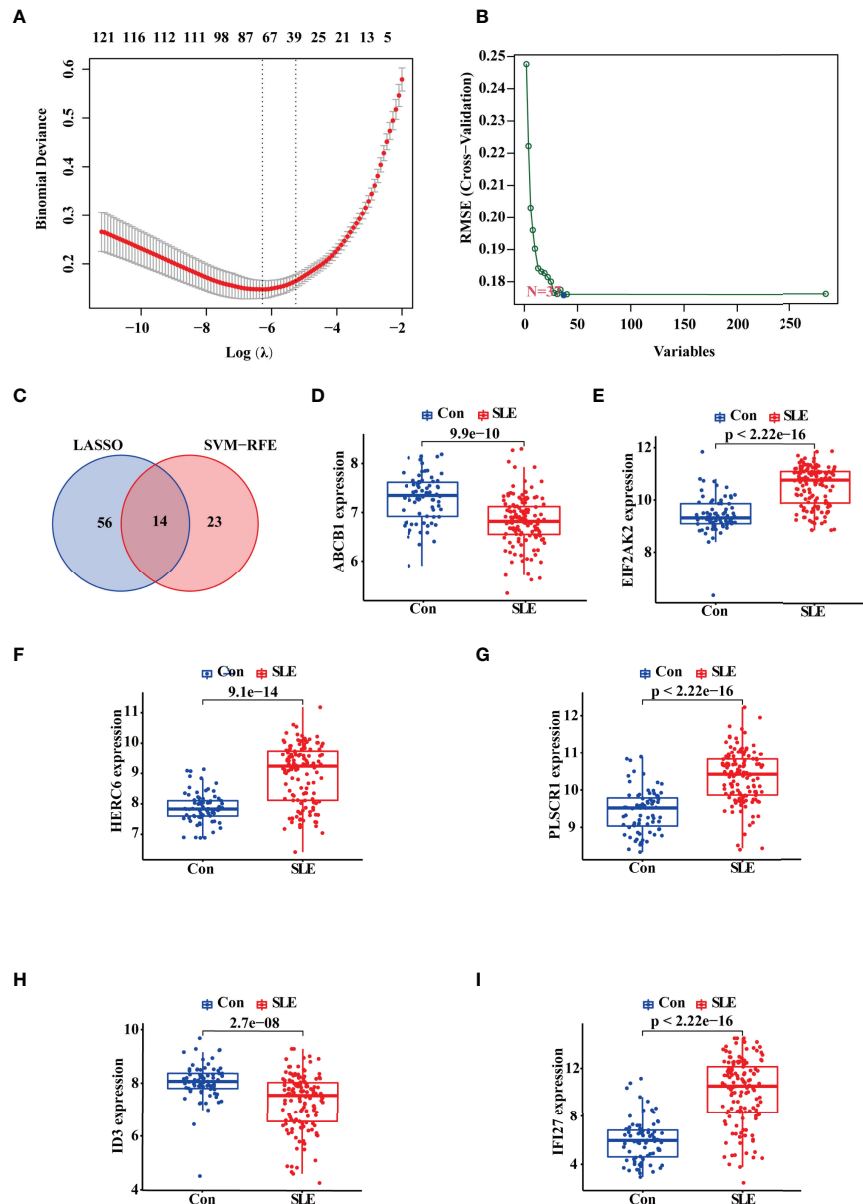 A
121 116 112 111 98 87 67 39 25 21 13 5
Binomial Deviance
0.6
0.5
0.4
0.3
0.2
−10 −8 −6 −4 −2
Log (λ)
B
RMSE (Cross−Validation)
0.25
0.24
0.23
0.22
0.21
0.20
0.19
0.18
0 50 100 150 200 250
Variables
C
LASSO SVM−RFE
56 14 23
D
Con SLE
9.9e−10
ABCB1 expression
8
7
6
Con SLE
E
Con SLE
p < 2.22e−16
EIF2AK2 expression
12
10
8
Con SLE
F
Con SLE
9.1e−14
HERC6 expression
11
10
9
8
7
Con SLE
G
Con SLE
p < 2.22e−16
PLSCR1 expression
12
11
10
9
Con SLE
H
Con SLE
2.7e−08
ID3 expression
10
8
6
4
Con SLE
I
Con SLE
p < 2.22e−16
IFI27 expression
12
8
4
Con SLE